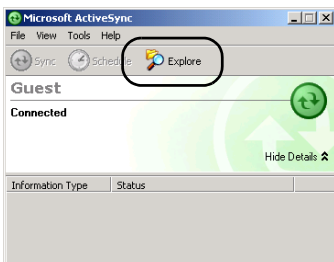 Microsoft ActiveSync
File View Tools Help
Sync Schedule Explore
Guest
Connected
Hide Details
Information Type Status